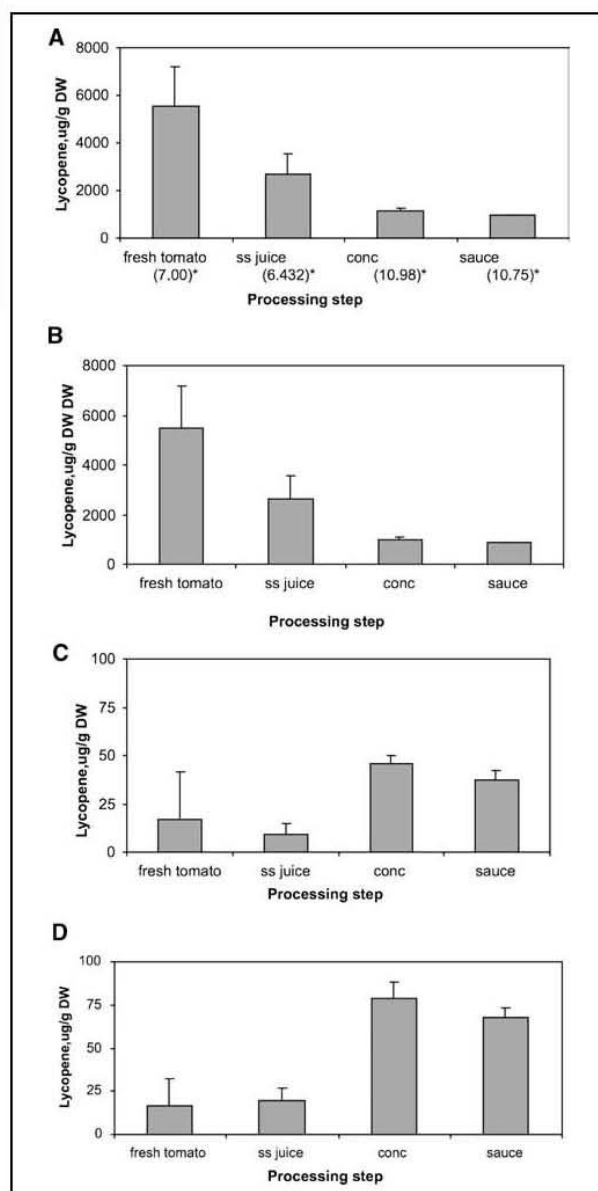 A
8000
6000
4000
2000
0
Lycopene,ug/g DW
fresh tomato ss juice conc sauce
(7.00)* (6.432)* (10.98)* (10.75)*
Processing step
B
8000
6000
4000
2000
0
Lycopene,ug/g DW DW
fresh tomato ss juice conc sauce
Processing step
C
100
75
50
25
0
Lycopene,ug/g DW
fresh tomato ss juice conc sauce
Processing step
D
100
75
50
25
0
Lycopene,ug/g DW
fresh tomato ss juice conc sauce
Processing step